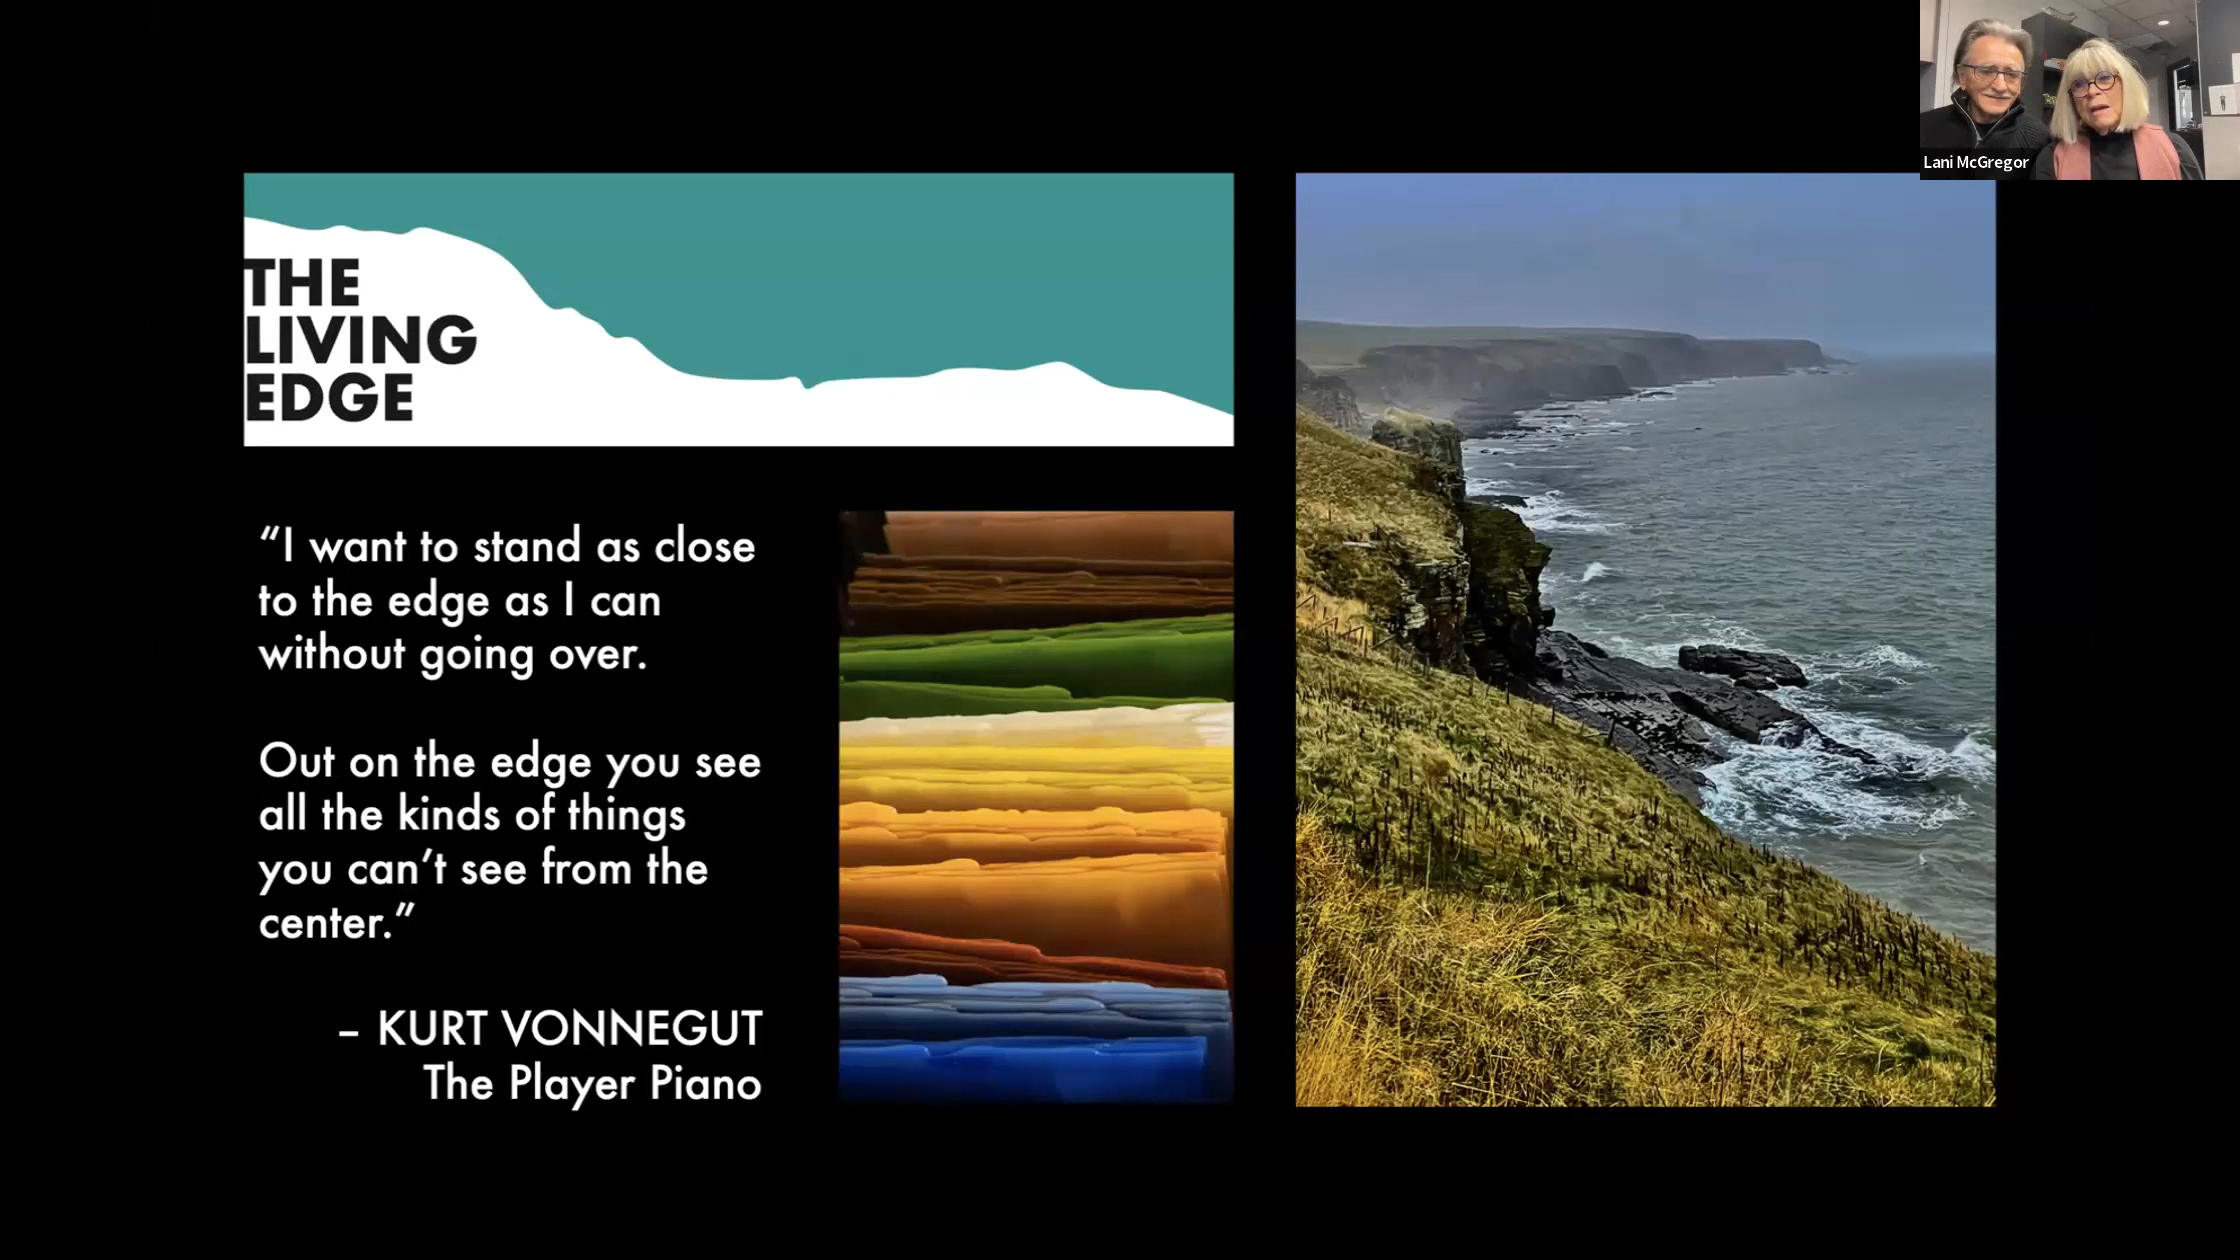 Lani McGregor
THE
LIVING
EDGE
“I want to stand as close
to the edge as I can
without going over.
Out on the edge you see
all the kinds of things
you can’t see from the
center.”
– KURT VONNEGUT
The Player Piano